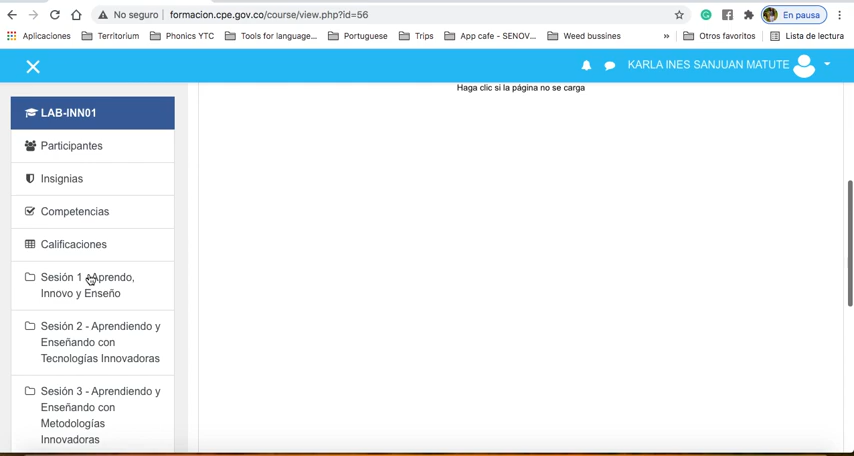 No seguro | formacion.cpe.gov.co/course/view.php?id=56
En pausa
Aplicaciones Territorium Phonics YTC Tools for language... Portuguese Trips App cafe - SENOV... Weed bussines » Otros favoritos Lista de lectura
KARLA INES SANJUAN MATUTE
Haga clic si la página no se carga
LAB-INN01
Participantes
Insignias
Competencias
Calificaciones
Sesión 1 - Aprendo,
Innovo y Enseño
Sesión 2 - Aprendiendo y
Enseñando con
Tecnologías Innovadoras
Sesión 3 - Aprendiendo y
Enseñando con
Metodologías
Innovadoras